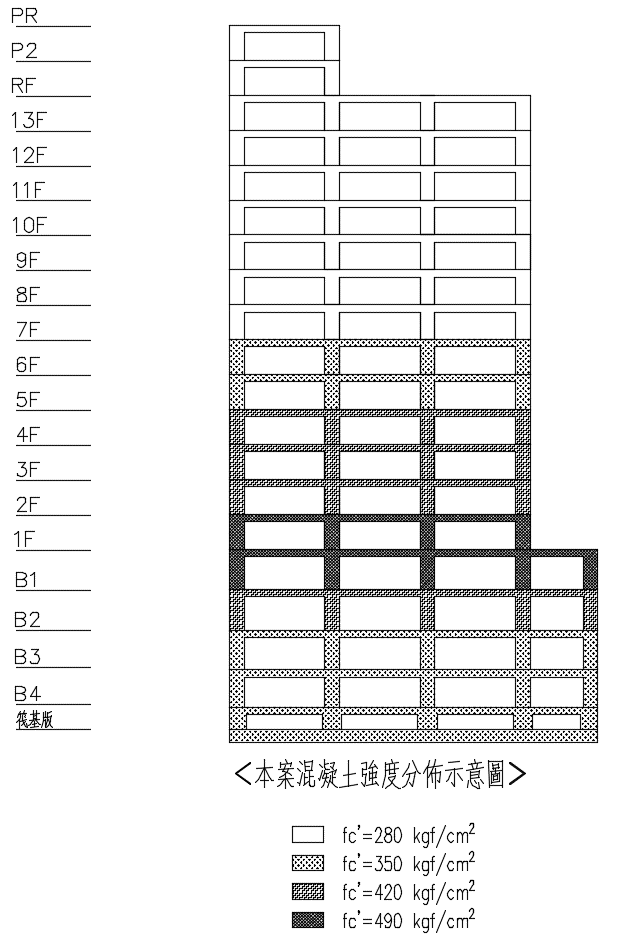 PR
P2
RF
13F
12F
11F
10F
9F
8F
7F
6F
5F
4F
3F
2F
1F
B1
B2
B3
B4
筏基版
<本案混凝土強度分佈示意圖>
fc'=280 kgf/cm²
fc'=350 kgf/cm²
fc'=420 kgf/cm²
fc'=490 kgf/cm²